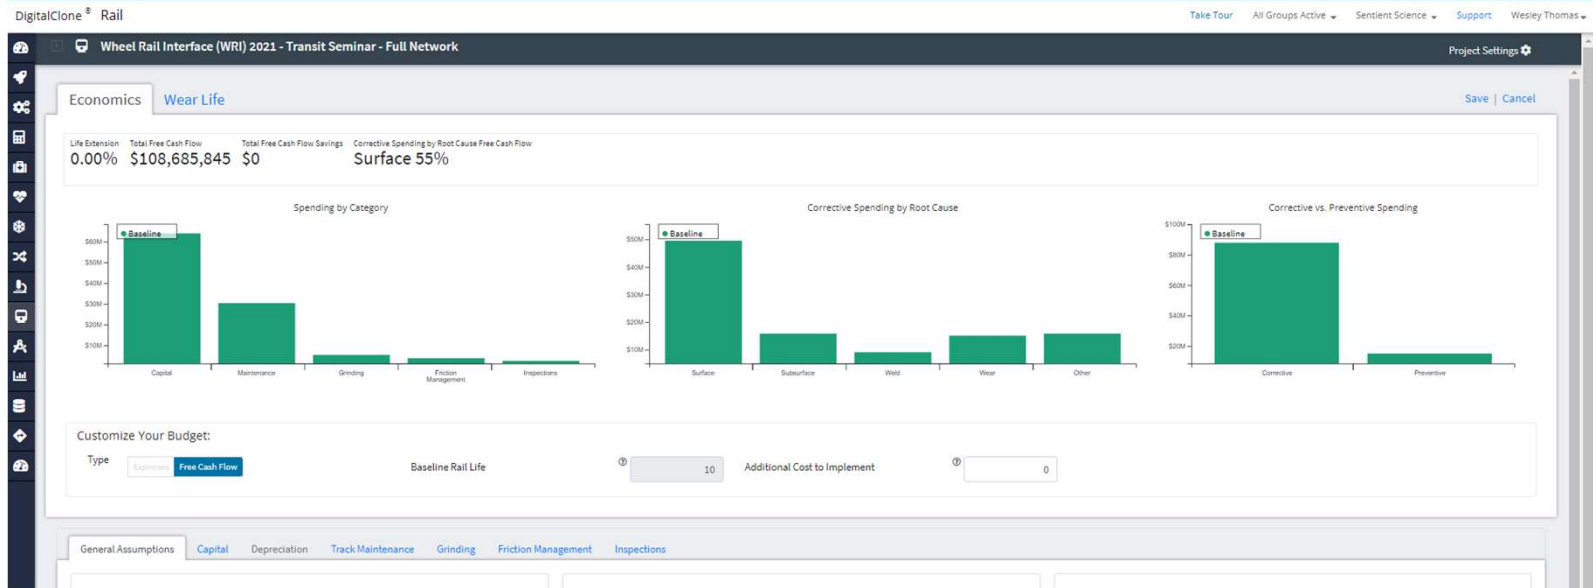 DigitalClone ® Rail
Take Tour All Groups Active Sentient Science Support Wesley Thomas
Wheel Rail Interface (WRI) 2021 - Transit Seminar - Full Network
Project Settings
Economics Wear Life
Save | Cancel
Life Extension Total Free Cash Flow Total Free Cash Flow Savings Corrective Spending by Root Cause Free Cash Flow
0.00% $108,685,845 $0 Surface 55%
Spending by Category
Baseline
$60M
$50M
$40M
$30M
$20M
$10M
Capital Maintenance Grinding Friction Management Inspections
Corrective Spending by Root Cause
Baseline
$50M
$40M
$30M
$20M
$10M
Surface Subsurface Weld Wear Other
Corrective vs. Preventive Spending
$100M
Baseline
$80M
$60M
$40M
$20M
Corrective Preventive
Customize Your Budget:
Type Expenses Free Cash Flow Baseline Rail Life 10 Additional Cost to Implement 0
General Assumptions Capital Depreciation Track Maintenance Grinding Friction Management Inspections